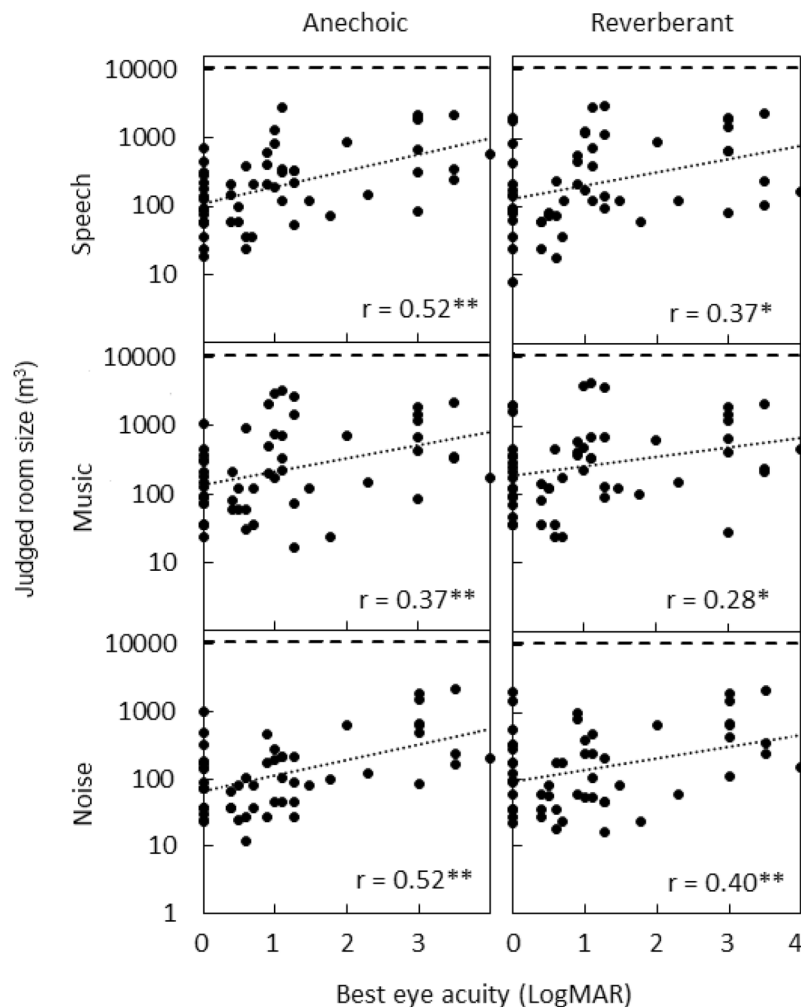 Anechoic Reverberant
10000
1000
100
10
Speech
r = 0.52** r = 0.37*
10000
1000
100
10
Music
r = 0.37** r = 0.28*
Judged room size (m³)
10000
1000
100
10
1
Noise
r = 0.52** r = 0.40**
0 1 2 3 0 1 2 3 4
Best eye acuity (LogMAR)